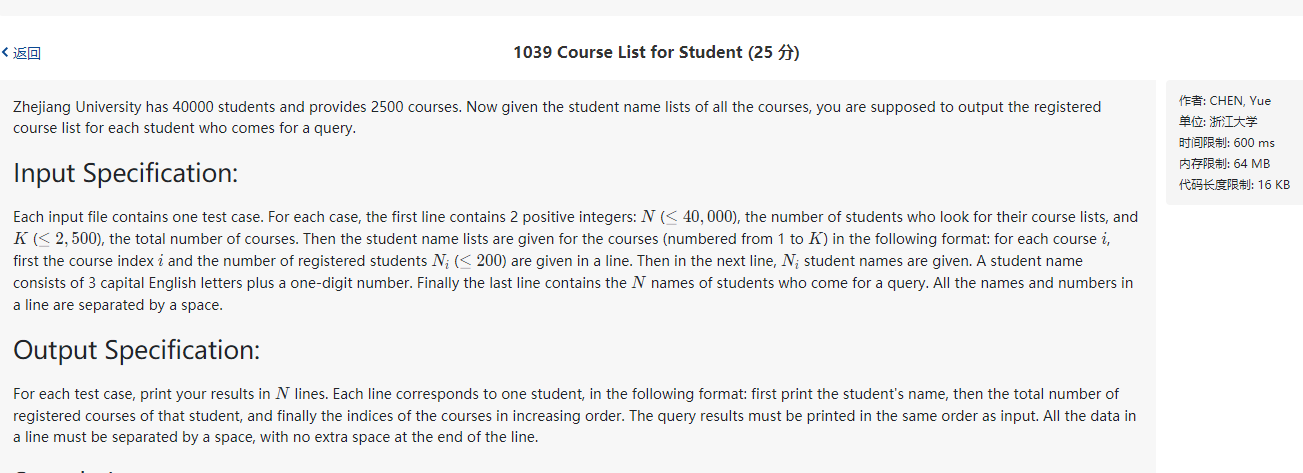 返回
1039 Course List for Student (25 分)
Zhejiang University has 40000 students and provides 2500 courses. Now given the student name lists of all the courses, you are supposed to output the registered
course list for each student who comes for a query.
Input Specification:
Each input file contains one test case. For each case, the first line contains 2 positive integers: N (≤ 40,000), the number of students who look for their course lists, and
K (≤ 2,500), the total number of courses. Then the student name lists are given for the courses (numbered from 1 to K) in the following format: for each course i,
first the course index i and the number of registered students Nᵢ (≤ 200) are given in a line. Then in the next line, Nᵢ student names are given. A student name
consists of 3 capital English letters plus a one-digit number. Finally the last line contains the N names of students who come for a query. All the names and numbers in
a line are separated by a space.
Output Specification:
For each test case, print your results in N lines. Each line corresponds to one student, in the following format: first print the student's name, then the total number of
registered courses of that student, and finally the indices of the courses in increasing order. The query results must be printed in the same order as input. All the data in
a line must be separated by a space, with no extra space at the end of the line.
作者: CHEN, Yue
单位: 浙江大学
时间限制: 600 ms
内存限制: 64 MB
代码长度限制: 16 KB